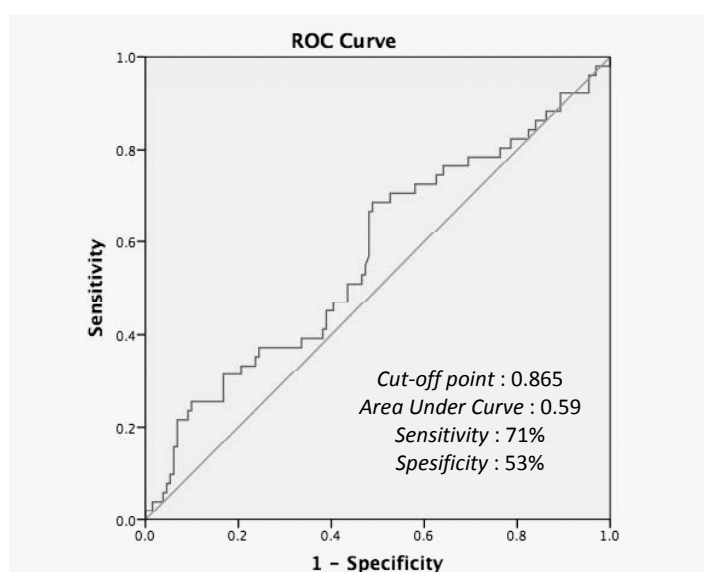 ROC Curve
1.0
0.8
0.6
0.4
0.2
0.0
Sensitivity
Cut-off point : 0.865
Area Under Curve : 0.59
Sensitivity : 71%
Spesificity : 53%
0.0 0.2 0.4 0.6 0.8 1.0
1 - Specificity